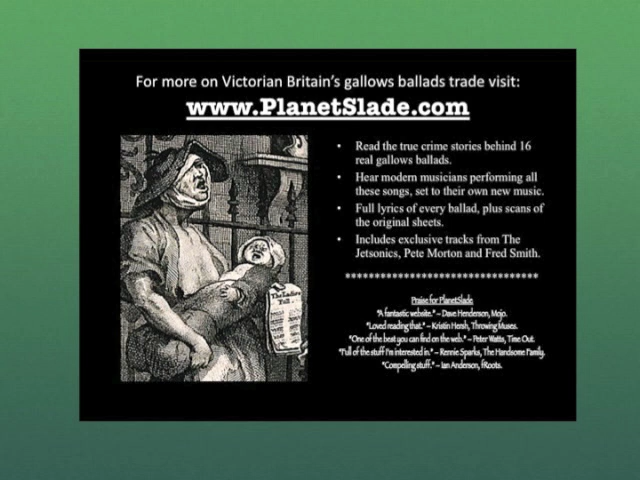 For more on Victorian Britain's gallows ballads trade visit:
www.PlanetSlade.com
• Read the true crime stories behind 16
real gallows ballads.
• Hear modern musicians performing all
these songs, set to their own new music.
• Full lyrics of every ballad, plus scans of
the original sheets.
• Includes exclusive tracks from The
Jetsonics, Pete Morton and Fred Smith.
*********************************
Praise for PlanetSlade
"A fantastic website." – Dave Henderson, Mojo.
"Loved reading that." – Kristin Hersh, Throwing Muses.
"One of the best you can find on the web." – Peter Watts, Time Out.
"Full of the stuff I'm interested in." – Rennie Sparks, The Handsome Family.
"Compelling stuff." – Ian Anderson, fRoots.
The Ladies
Fall